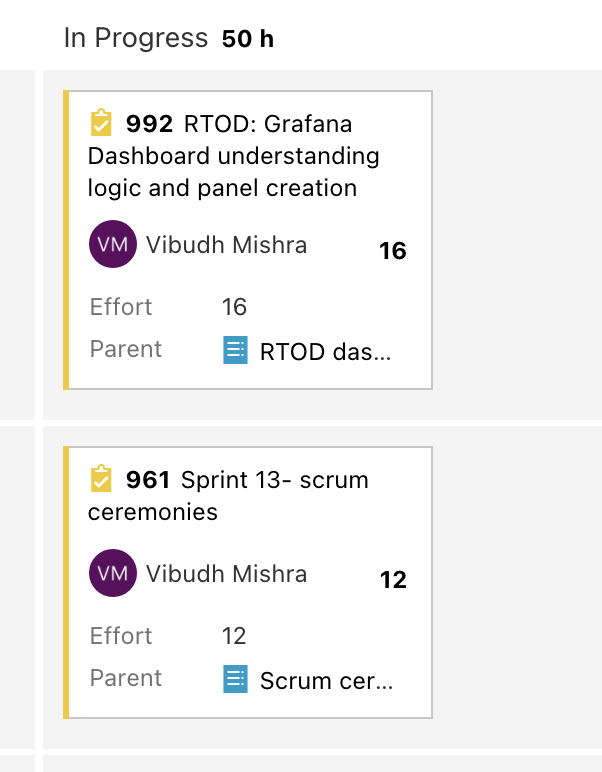 In Progress 50 h
992 RTOD: Grafana
Dashboard understanding
logic and panel creation
VM Vibudh Mishra 16
Effort 16
Parent RTOD das...
961 Sprint 13- scrum
ceremonies
VM Vibudh Mishra 12
Effort 12
Parent Scrum cer...